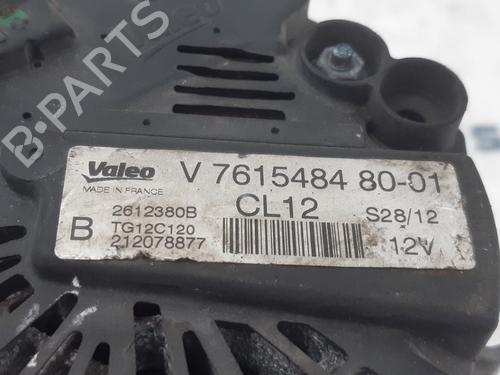 B-PARTS
Valeo
V 7615484 80-01
MADE IN FRANCE
CL12
S28/12
2612380B
B
TG12C120
12V
212078877